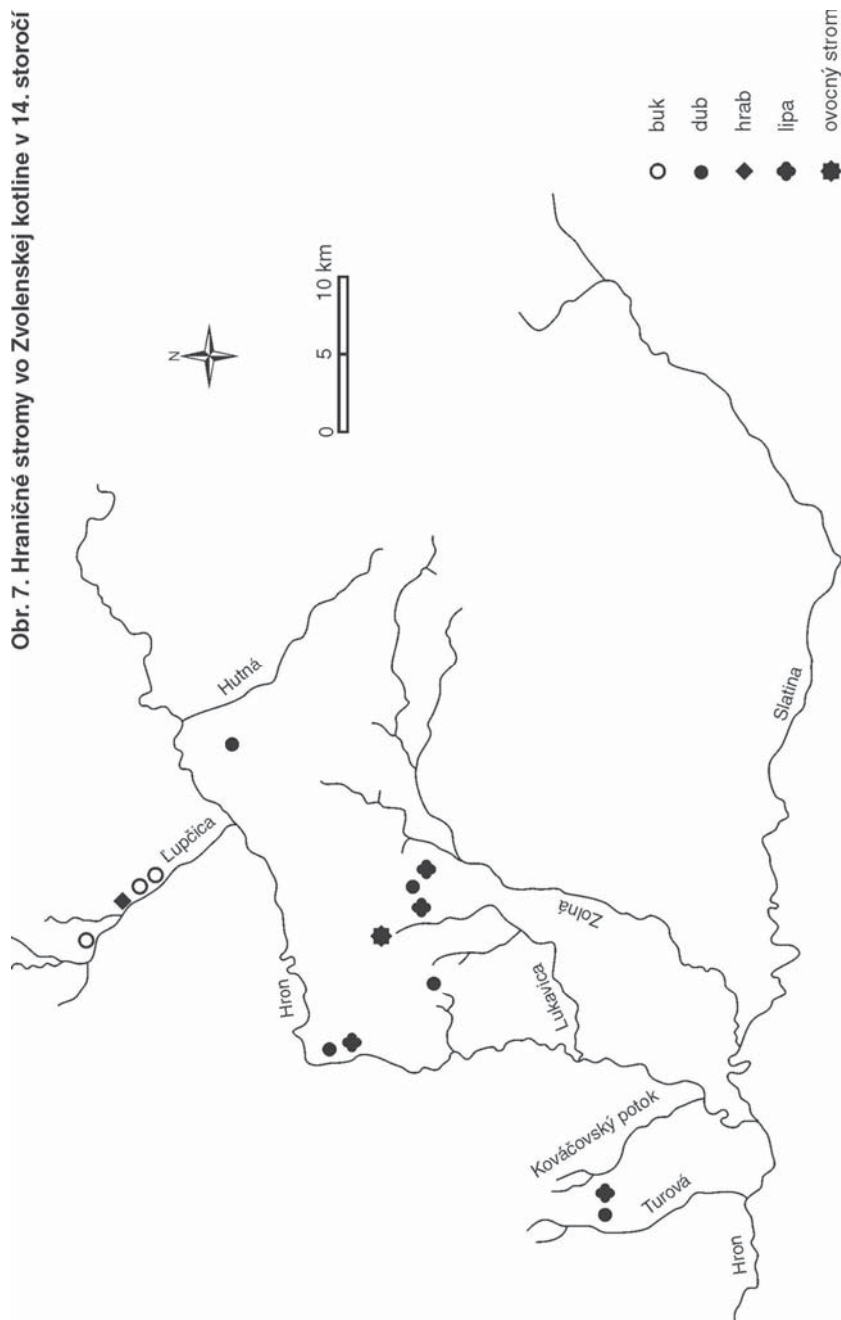 Obr. 7. Hraničné stromy vo Zvolenskej kotline v 14. storočí
N
0 5 10 km
Ľupčica
Hutná
Hron
Zolná
Lukavica
Kováčovský potok
Turová
Hron
Slatina
buk
dub
hrab
lipa
ovocný strom